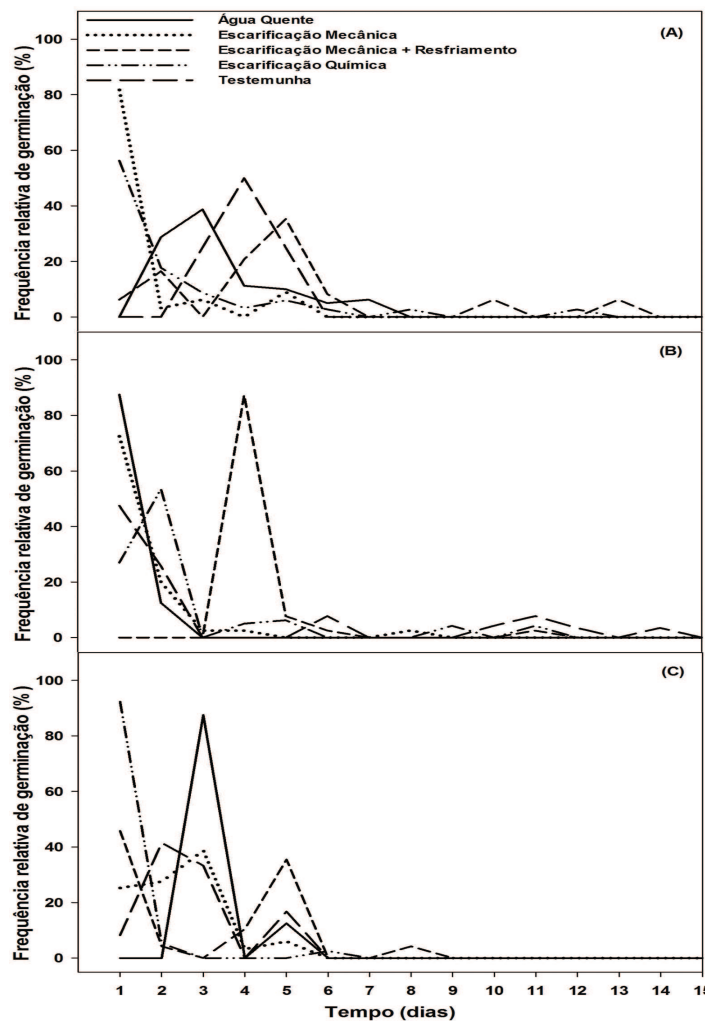 Água Quente
Escarificação Mecânica
Escarificação Mecânica + Resfriamento
Escarificação Química
Testemunha
(A)
Frequência relativa de germinação (%)
100
80
60
40
20
0
(B)
Frequência relativa de germinação (%)
100
80
60
40
20
0
(C)
Frequência relativa de germinação (%)
100
80
60
40
20
0
1 2 3 4 5 6 7 8 9 10 11 12 13 14 15
Tempo (dias)